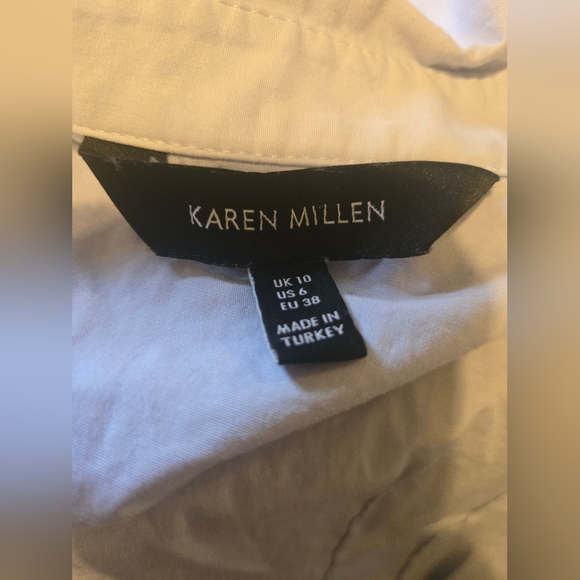 KAREN MILLEN
UK 10
US 6
EU 38
MADE IN
TURKEY